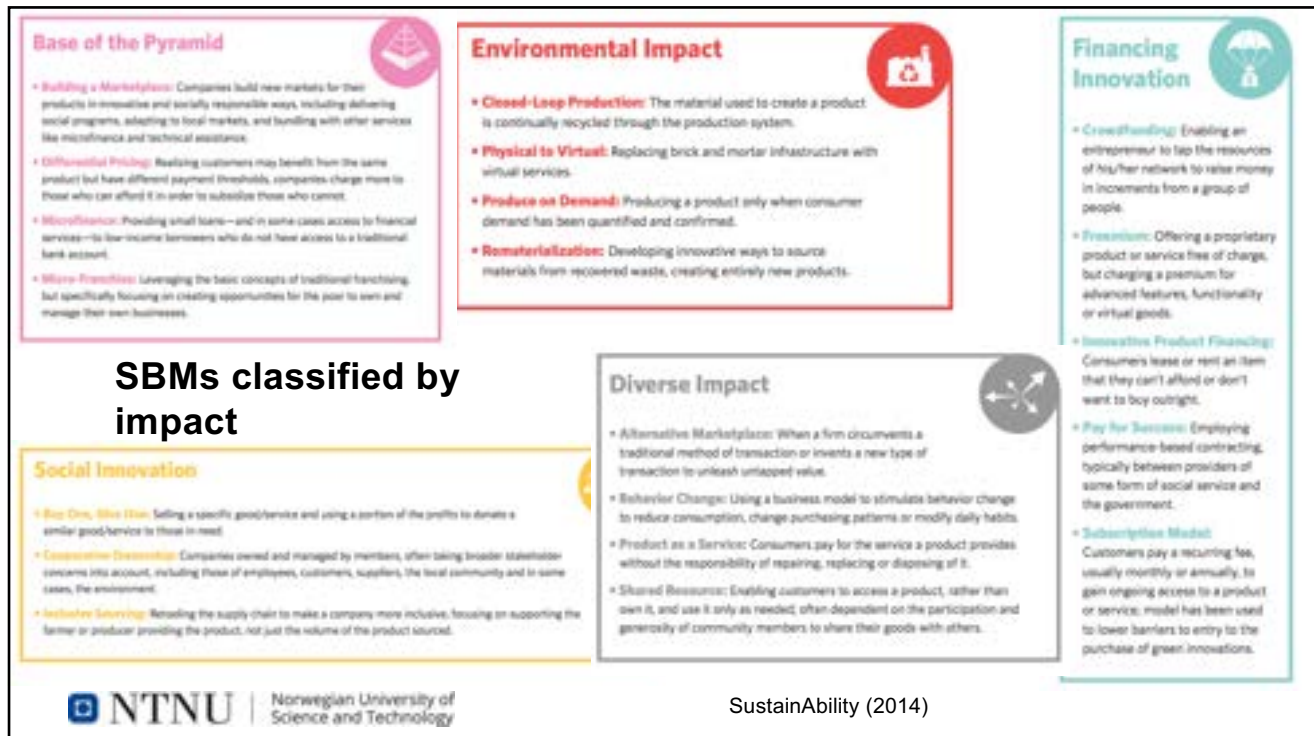 Base of the Pyramid
• Building a Marketplace: Companies build new markets for their
products in innovative and socially responsible ways, including delivering
social programs, adapting to local markets, and bundling with other services
like microfinance and technical assistance.
• Differential Pricing: Realizing customers may benefit from the same
product but have different payment thresholds, companies charge more to
those who can afford it in order to subsidize those who cannot.
• Microfinance: Providing small loans—and in some cases access to financial
services—to low-income borrowers who do not have access to a traditional
bank account.
• Micro-Franchise: Leveraging the basic concepts of traditional franchising,
but specifically focusing on creating opportunities for the poor to own and
manage their own businesses.
Environmental Impact
• Closed-Loop Production: The material used to create a product
is continually recycled through the production system.
• Physical to Virtual: Replacing brick and mortar infrastructure with
virtual services.
• Produce on Demand: Producing a product only when consumer
demand has been quantified and confirmed.
• Rematerialization: Developing innovative ways to source
materials from recovered waste, creating entirely new products.
Financing
Innovation
• Crowdfunding: Enabling an
entrepreneur to tap the resources
of his/her network to raise money
in increments from a group of
people.
• Freemium: Offering a proprietary
product or service free of charge,
but charging a premium for
advanced features, functionality
or virtual goods.
• Innovative Product Financing:
Consumers lease or rent an item
that they can't afford or don't
want to buy outright.
• Pay for Success: Employing
performance-based contracting,
typically between providers of
some form of social service and
the government.
• Subscription Model:
Customers pay a recurring fee,
usually monthly or annually, to
gain ongoing access to a product
or service; model has been used
to lower barriers to entry to the
purchase of green innovations.
SBMs classified by
impact
Social Innovation
• Buy One, Give One: Selling a specific good/service and using a portion of the profits to donate a
similar good/service to those in need.
• Cooperative Ownership: Companies owned and managed by members, often taking broader stakeholder
concerns into account, including those of employees, customers, suppliers, the local community and in some
cases, the environment.
• Inclusive Sourcing: Retooling the supply chain to make a company more inclusive, focusing on supporting the
farmer or producer providing the product, not just the volume of the product sourced.
Diverse Impact
• Alternative Marketplace: When a firm circumvents a
traditional method of transaction or invents a new type of
transaction to unleash untapped value.
• Behavior Change: Using a business model to stimulate behavior change
to reduce consumption, change purchasing patterns or modify daily habits.
• Product as a Service: Consumers pay for the service a product provides
without the responsibility of repairing, replacing or disposing of it.
• Shared Resource: Enabling customers to access a product, rather than
own it, and use it only as needed; often dependent on the participation and
generosity of community members to share their goods with others.
NTNU
Norwegian University of
Science and Technology
SustainAbility (2014)